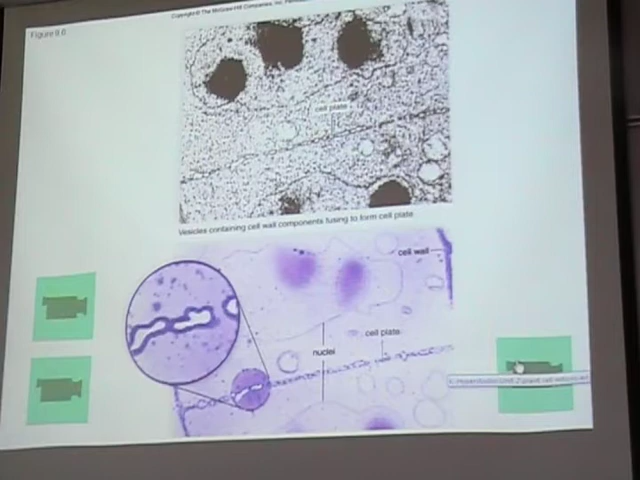 Copyright © The McGraw-Hill Companies, Inc.
Figure 9.6
cell plate
Vesicles containing cell wall components fusing to form cell plate
cell wall
cell plate
nuclei